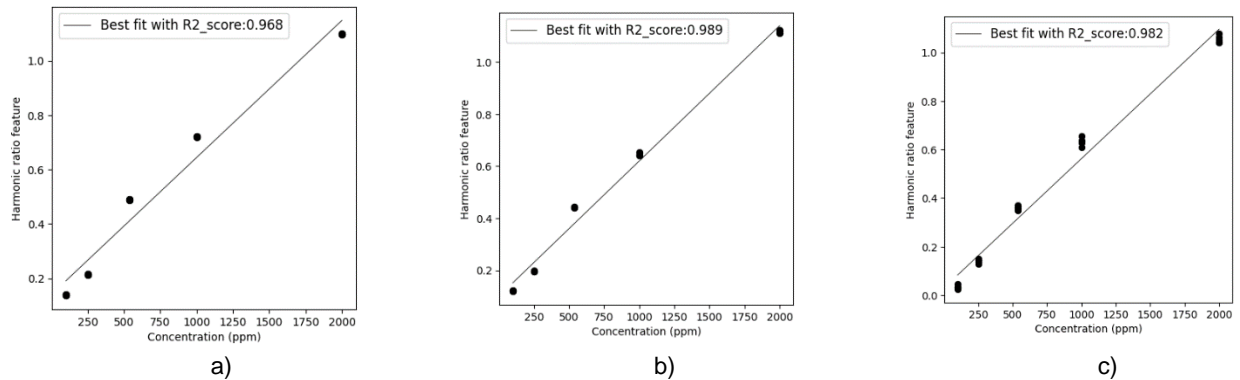 Best fit with R2_score:0.968
Harmonic ratio feature
1.0
0.8
0.6
0.4
0.2
250 500 750 1000 1250 1500 1750 2000
Concentration (ppm)
a)
Best fit with R2_score:0.989
Harmonic ratio feature
1.0
0.8
0.6
0.4
0.2
250 500 750 1000 1250 1500 1750 2000
Concentration (ppm)
b)
Best fit with R2_score:0.982
Harmonic ratio feature
1.0
0.8
0.6
0.4
0.2
0.0
250 500 750 1000 1250 1500 1750 2000
Concentration (ppm)
c)